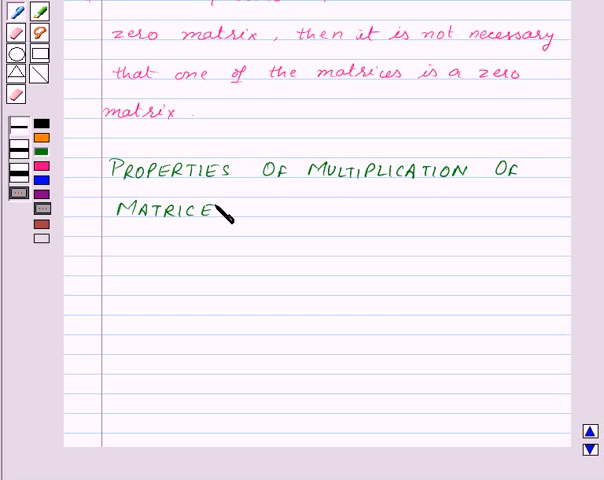 zero matrix, then it is not necessary
that one of the matrices is a zero
matrix.
PROPERTIES OF MULTIPLICATION OF
MATRICE